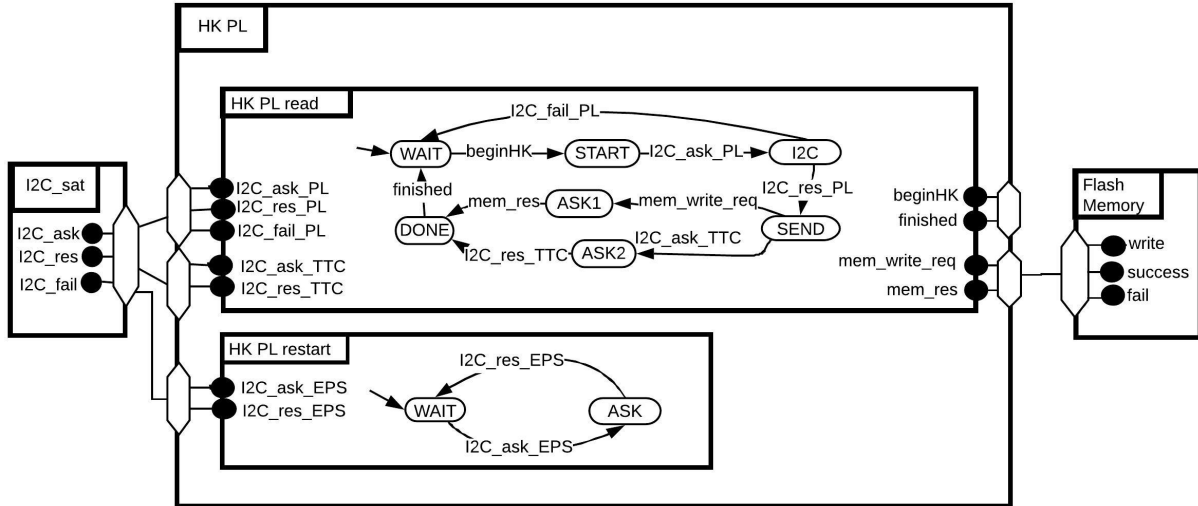 HK PL
HK PL read
I2C_fail_PL
WAIT
beginHK
START
I2C_ask_PL
I2C
I2C_res_PL
finished
mem_res
ASK1
mem_write_req
DONE
SEND
I2C_res_TTC
ASK2
I2C_ask_TTC
I2C_ask_PL
I2C_res_PL
I2C_fail_PL
I2C_ask_TTC
I2C_res_TTC
beginHK
finished
mem_write_req
mem_res
I2C_sat
I2C_ask
I2C_res
I2C_fail
Flash
Memory
write
success
fail
HK PL restart
I2C_res_EPS
WAIT
ASK
I2C_ask_EPS
I2C_ask_EPS
I2C_res_EPS